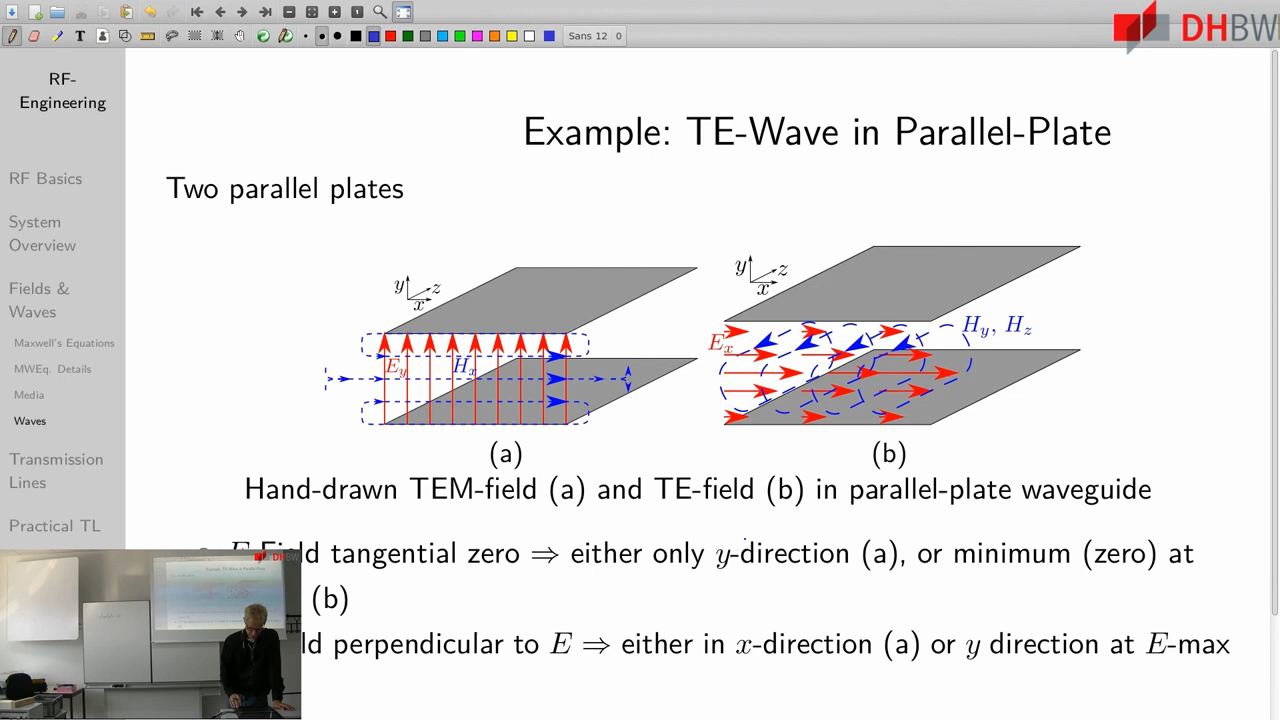 Sans 12 0
DHBW
RF-
Engineering
RF Basics
System
Overview
Fields &
Waves
Maxwell's Equations
MWEq. Details
Media
Waves
Transmission
Lines
Practical TL
Example: TE-Wave in Parallel-Plate
Two parallel plates
y z x
E_y H_x
(a)
y z x
E_x
H_y, H_z
(b)
Hand-drawn TEM-field (a) and TE-field (b) in parallel-plate waveguide
tangential zero ⇒ either only y-direction (a), or minimum (zero) at
(b)
perpendicular to E ⇒ either in x-direction (a) or y direction at E-max